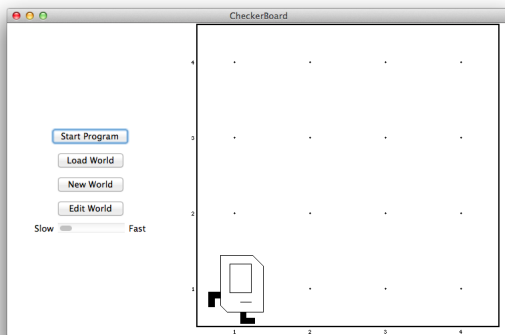 CheckerBoard
Start Program
Load World
New World
Edit World
Slow Fast
4
3
2
1
1 2 3 4